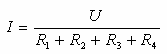 I = U / (R₁ + R₂ + R₃ + R₄)